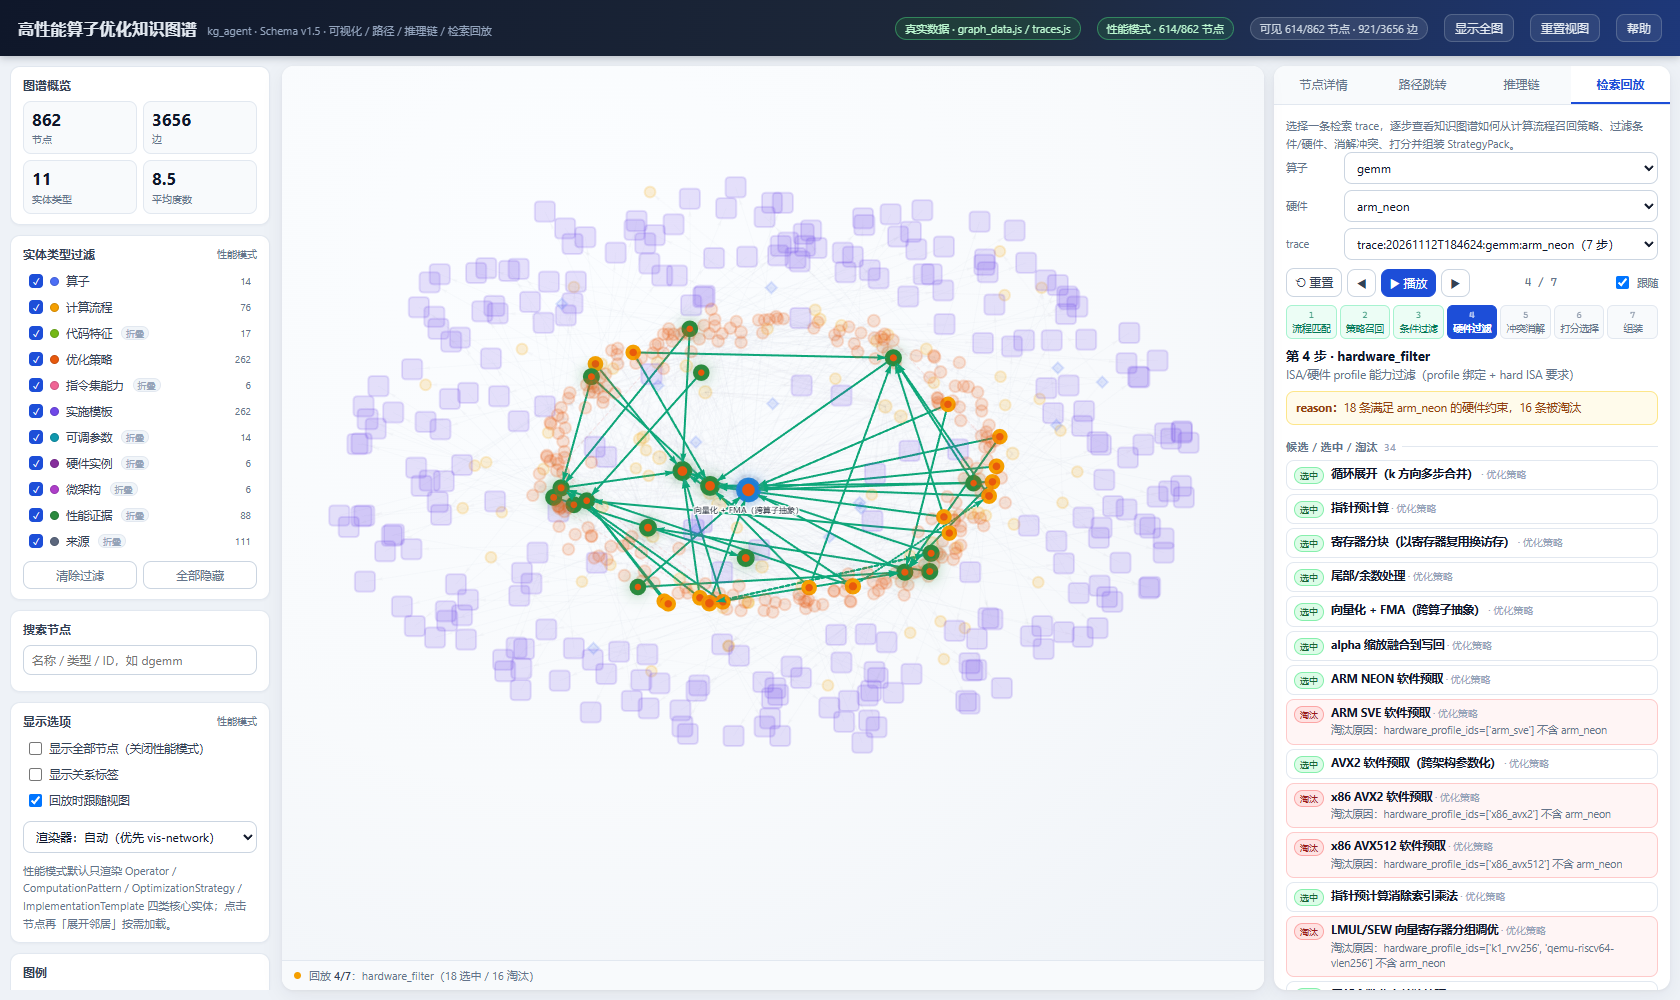 高性能算子优化知识图谱 kg_agent · Schema v1.5 · 可视化 / 路径 / 推理链 / 检索回放
真实数据 · graph_data.js / traces.js
性能模式 · 614/862 节点
可见 614/862 节点 · 921/3656 边
显示全图
重置视图
帮助
图谱概览
862
节点
3656
边
11
实体类型
8.5
平均度数
实体类型过滤 性能模式
算子 14
计算流程 76
代码特征 折叠 17
优化策略 262
指令集能力 折叠 6
实施模板 262
可调参数 折叠 14
硬件实例 折叠 6
微架构 折叠 6
性能证据 折叠 88
来源 折叠 111
清除过滤 全部隐藏
搜索节点
名称 / 类型 / ID，如 dgemm
显示选项 性能模式
显示全部节点（关闭性能模式）
显示关系标签
回放时跟随视图
渲染器：自动（优先 vis-network）
性能模式默认只渲染 Operator /
ComputationPattern / OptimizationStrategy /
ImplementationTemplate 四类核心实体；点击
节点再「展开邻居」按需加载。
图例
向量化 + FMA（跨算子抽象）
回放 4/7：hardware_filter（18 选中 / 16 淘汰）
节点详情 路径跳转 推理链 检索回放
选择一条检索 trace，逐步查看知识图谱如何从计算流程召回策略、过滤条
件/硬件、消解冲突、打分并组装 StrategyPack。
算子 gemm
硬件 arm_neon
trace trace:20261112T184624:gemm:arm_neon（7 步）
重置 ◀ ▶ 播放 ▶ 4 / 7 跟随
1 流程匹配
2 策略召回
3 条件过滤
4 硬件过滤
5 冲突消解
6 打分选择
7 组装
第 4 步 · hardware_filter
ISA/硬件 profile 能力过滤（profile 绑定 + hard ISA 要求）
reason：18 条满足 arm_neon 的硬件约束，16 条被淘汰
候选 / 选中 / 淘汰 34
选中 循环展开（k 方向多步合并） · 优化策略
选中 指针预计算 · 优化策略
选中 寄存器分块（以寄存器复用换访存） · 优化策略
选中 尾部/余数处理 · 优化策略
选中 向量化 + FMA（跨算子抽象） · 优化策略
选中 alpha 缩放融合到写回 · 优化策略
选中 ARM NEON 软件预取 · 优化策略
淘汰 ARM SVE 软件预取 · 优化策略
淘汰原因：hardware_profile_ids=['arm_sve'] 不含 arm_neon
选中 AVX2 软件预取（跨架构参数化） · 优化策略
淘汰 x86 AVX2 软件预取 · 优化策略
淘汰原因：hardware_profile_ids=['x86_avx2'] 不含 arm_neon
淘汰 x86 AVX512 软件预取 · 优化策略
淘汰原因：hardware_profile_ids=['x86_avx512'] 不含 arm_neon
选中 指针预计算消除索引乘法 · 优化策略
淘汰 LMUL/SEW 向量寄存器分组调优 · 优化策略
淘汰原因：hardware_profile_ids=['k1_rvv256', 'qemu-riscv64-
vlen256'] 不含 arm_neon